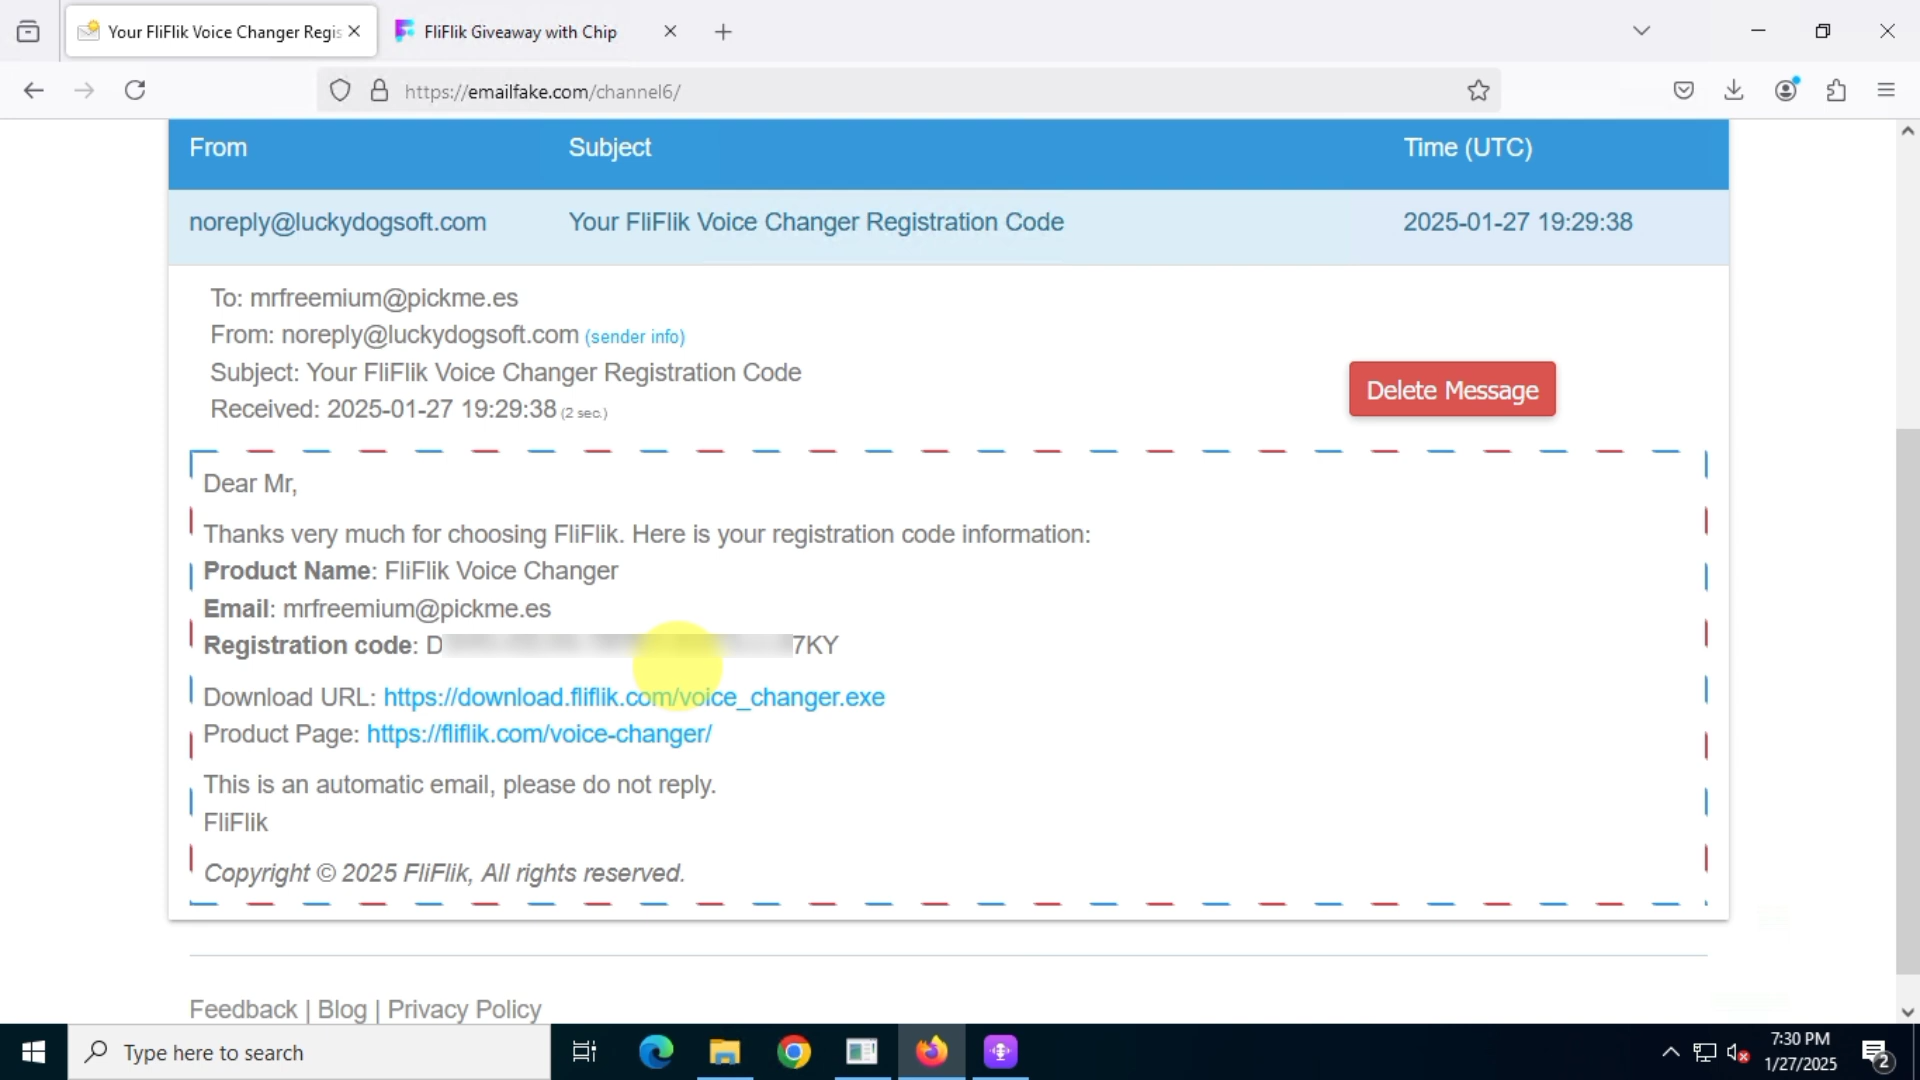 Your FliFlik Voice Changer Regis
FliFlik Giveaway with Chip
https://emailfake.com/channel6/
From Subject Time (UTC)
noreply@luckydogsoft.com Your FliFlik Voice Changer Registration Code 2025-01-27 19:29:38
To: mrfreemium@pickme.es
From: noreply@luckydogsoft.com (sender info)
Subject: Your FliFlik Voice Changer Registration Code
Received: 2025-01-27 19:29:38 (2 sec.)
Delete Message
Dear Mr,
Thanks very much for choosing FliFlik. Here is your registration code information:
Product Name: FliFlik Voice Changer
Email: mrfreemium@pickme.es
Registration code: D 7KY
Download URL: https://download.fliflik.com/voice_changer.exe
Product Page: https://fliflik.com/voice-changer/
This is an automatic email, please do not reply.
FliFlik
Copyright © 2025 FliFlik, All rights reserved.
Feedback | Blog | Privacy Policy
Type here to search
7:30 PM
1/27/2025
2